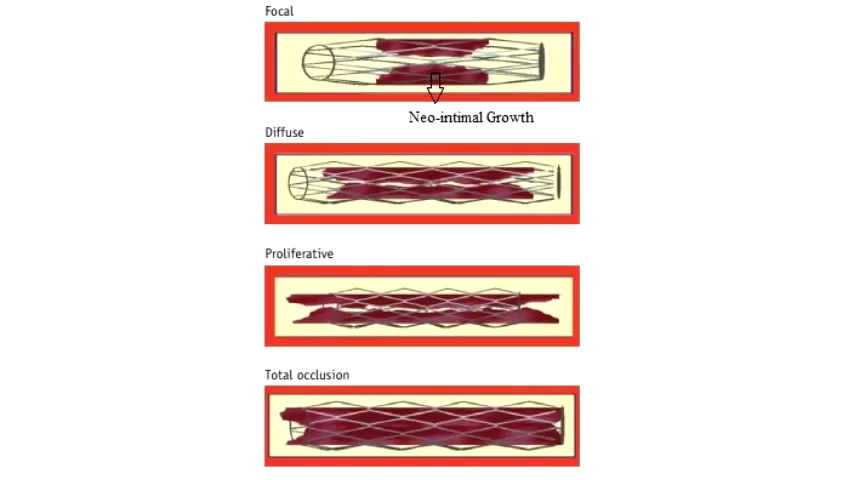 Focal
Neo-intimal Growth
Diffuse
Proliferative
Total occlusion